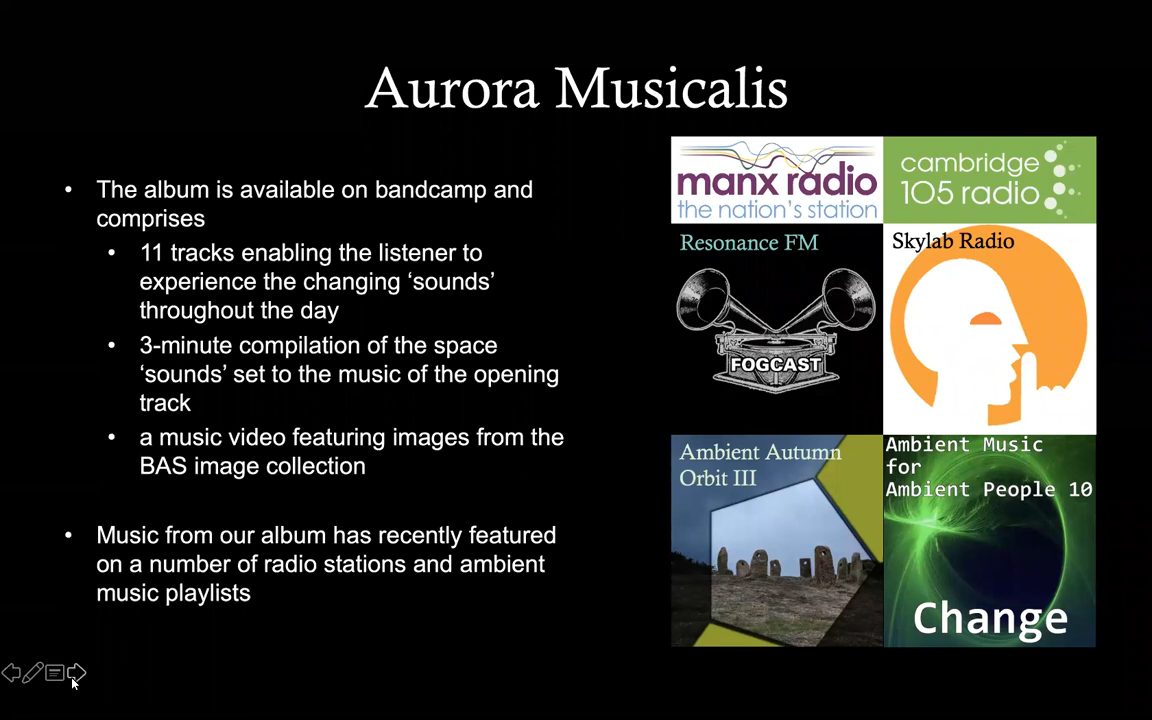 Aurora Musicalis
• The album is available on bandcamp and
comprises
• 11 tracks enabling the listener to
experience the changing ‘sounds’
throughout the day
• 3-minute compilation of the space
‘sounds’ set to the music of the opening
track
• a music video featuring images from the
BAS image collection
• Music from our album has recently featured
on a number of radio stations and ambient
music playlists
manx radio
the nation's station
cambridge
105 radio
Resonance FM
FOGCAST
Skylab Radio
Ambient Autumn
Orbit III
Ambient Music
for
Ambient People 10
Change